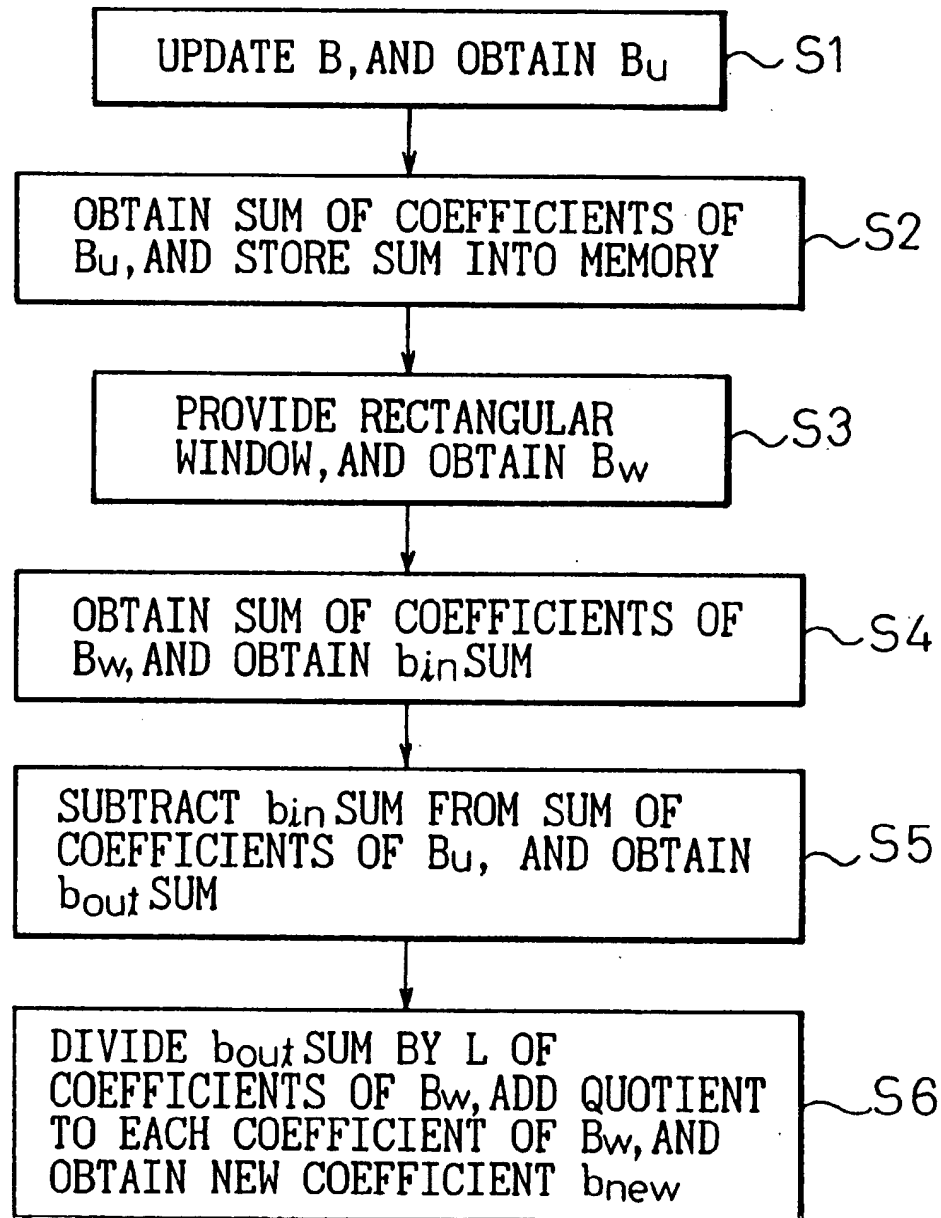 UPDATE B, AND OBTAIN Bu
S1
OBTAIN SUM OF COEFFICIENTS OF
Bu, AND STORE SUM INTO MEMORY
S2
PROVIDE RECTANGULAR
WINDOW, AND OBTAIN Bw
S3
OBTAIN SUM OF COEFFICIENTS OF
Bw, AND OBTAIN bin SUM
S4
SUBTRACT bin SUM FROM SUM OF
COEFFICIENTS OF Bu, AND OBTAIN
bout SUM
S5
DIVIDE bout SUM BY L OF
COEFFICIENTS OF Bw, ADD QUOTIENT
TO EACH COEFFICIENT OF Bw, AND
OBTAIN NEW COEFFICIENT bnew
S6